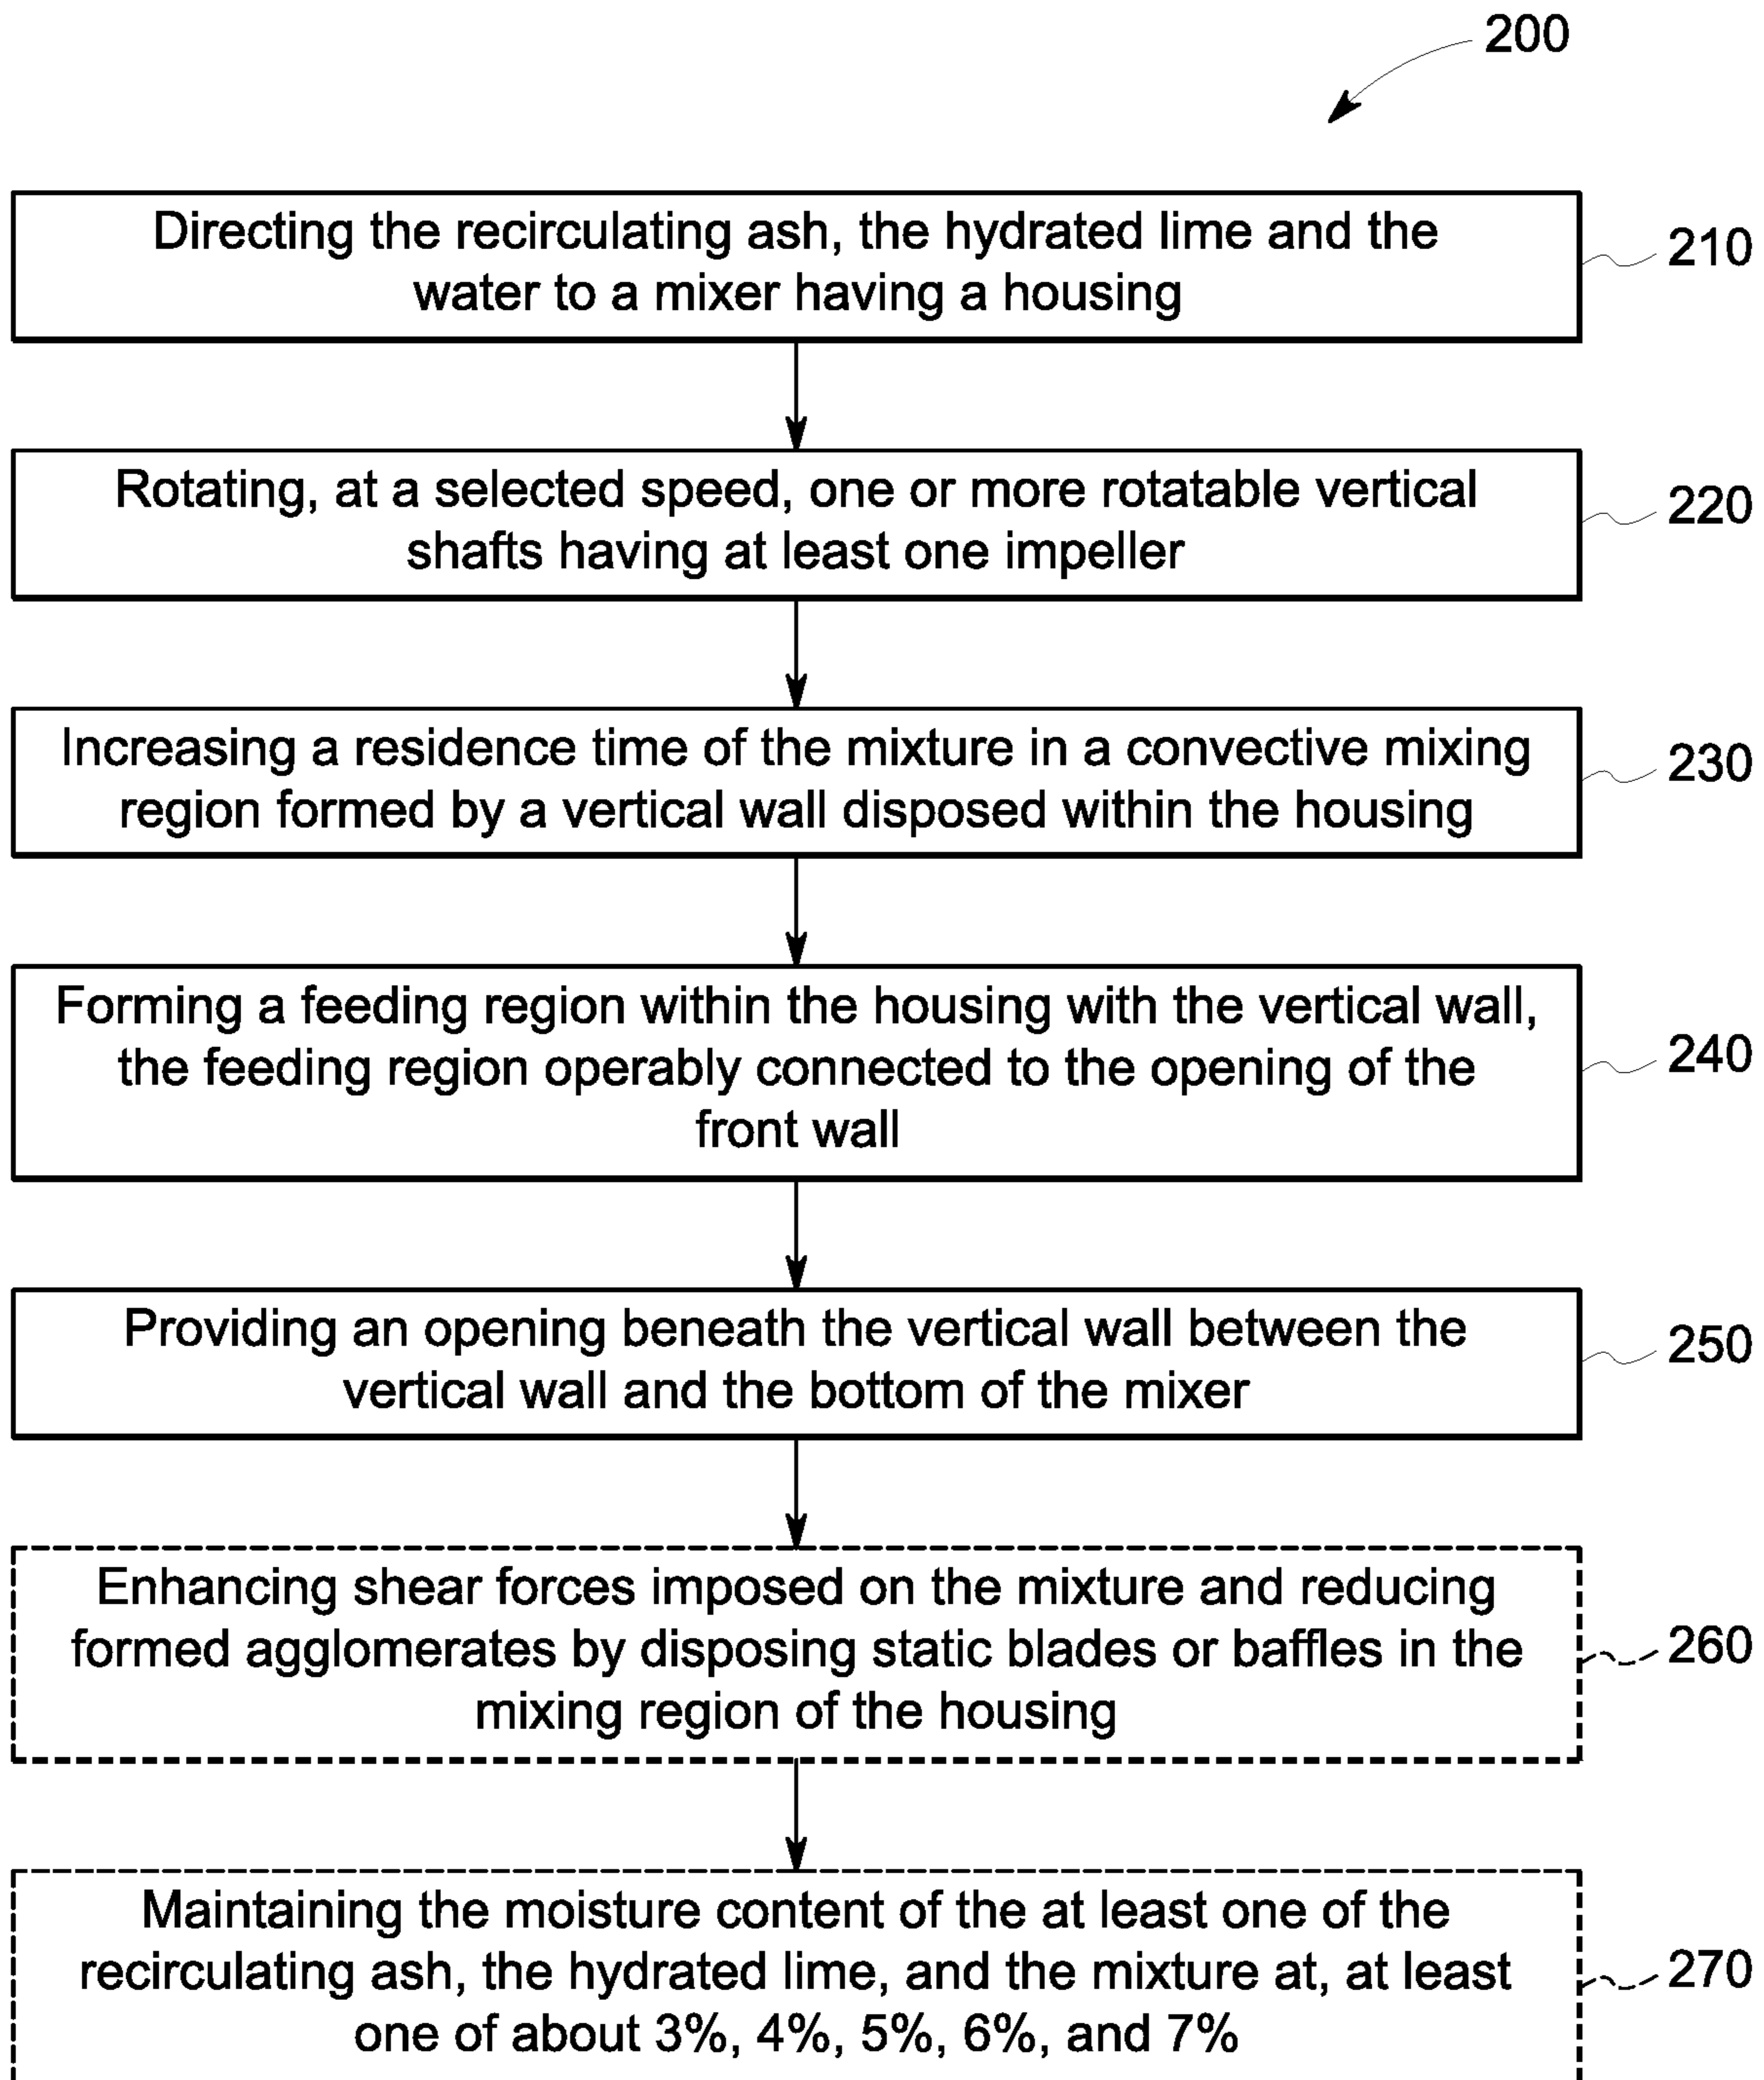 200
Directing the recirculating ash, the hydrated lime and the
water to a mixer having a housing
210
Rotating, at a selected speed, one or more rotatable vertical
shafts having at least one impeller
220
Increasing a residence time of the mixture in a convective mixing
region formed by a vertical wall disposed within the housing
230
Forming a feeding region within the housing with the vertical wall,
the feeding region operably connected to the opening of the
front wall
240
Providing an opening beneath the vertical wall between the
vertical wall and the bottom of the mixer
250
Enhancing shear forces imposed on the mixture and reducing
formed agglomerates by disposing static blades or baffles in the
mixing region of the housing
260
Maintaining the moisture content of the at least one of the
recirculating ash, the hydrated lime, and the mixture at, at least
one of about 3%, 4%, 5%, 6%, and 7%
270